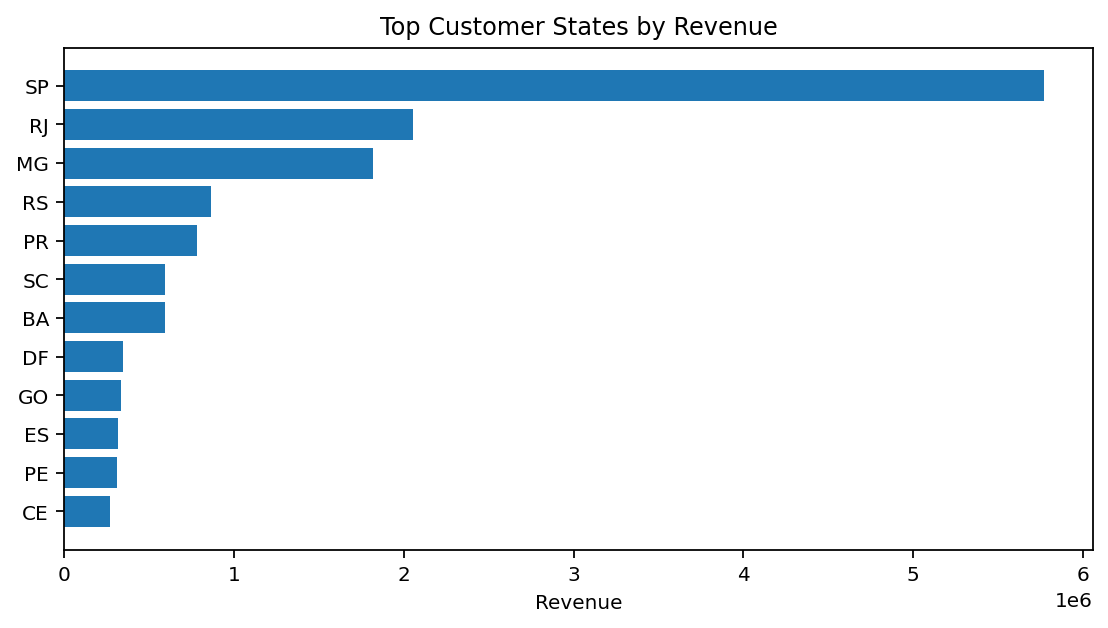 Top Customer States by Revenue
SP
RJ
MG
RS
PR
SC
BA
DF
GO
ES
PE
CE
0 1 2 3 4 5 6
1e6
Revenue